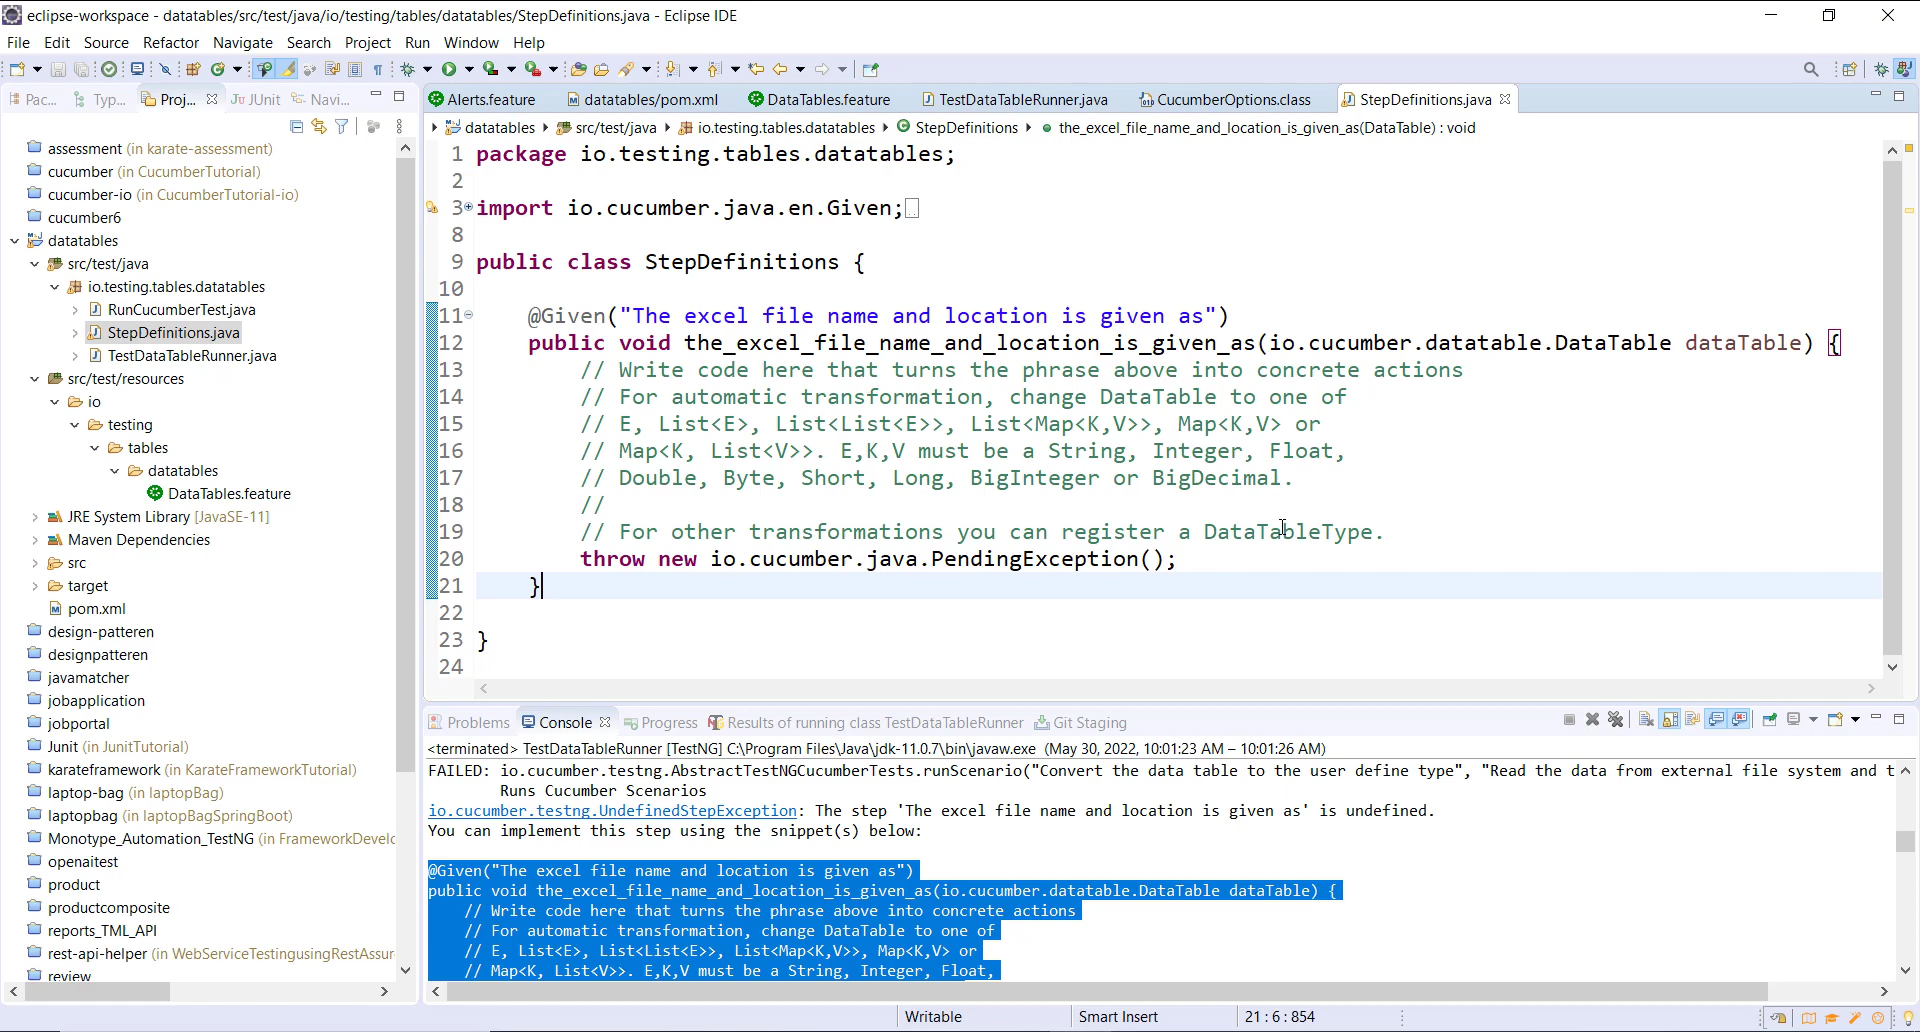 eclipse-workspace - datatables/src/test/java/io/testing/tables/datatables/StepDefinitions.java - Eclipse IDE
File Edit Source Refactor Navigate Search Project Run Window Help
Pac... Typ... Proj... JUnit Navi...
Alerts.feature datatables/pom.xml DataTables.feature TestDataTableRunner.java CucumberOptions.class StepDefinitions.java
datatables src/test/java io.testing.tables.datatables StepDefinitions the_excel_file_name_and_location_is_given_as(DataTable) : void
assessment (in karate-assessment)
cucumber (in CucumberTutorial)
cucumber-io (in CucumberTutorial-io)
cucumber6
datatables
src/test/java
io.testing.tables.datatables
RunCucumberTest.java
StepDefinitions.java
TestDataTableRunner.java
src/test/resources
io
testing
tables
datatables
DataTables.feature
JRE System Library [JavaSE-11]
Maven Dependencies
src
target
pom.xml
design-patteren
designpatteren
javamatcher
jobapplication
jobportal
Junit (in JunitTutorial)
karateframework (in KarateFrameworkTutorial)
laptop-bag (in laptopBag)
laptopbag (in laptopBagSpringBoot)
Monotype_Automation_TestNG (in FrameworkDevelo
openaitest
product
productcomposite
reports_TML_API
rest-api-helper (in WebServiceTestingusingRestAssur
review
1 package io.testing.tables.datatables;
2
3 import io.cucumber.java.en.Given;
8
9 public class StepDefinitions {
10
11 @Given("The excel file name and location is given as")
12 public void the_excel_file_name_and_location_is_given_as(io.cucumber.datatable.DataTable dataTable) {
13 // Write code here that turns the phrase above into concrete actions
14 // For automatic transformation, change DataTable to one of
15 // E, List<E>, List<List<E>>, List<Map<K,V>>, Map<K,V> or
16 // Map<K, List<V>>. E,K,V must be a String, Integer, Float,
17 // Double, Byte, Short, Long, BigInteger or BigDecimal.
18 //
19 // For other transformations you can register a DataTableType.
20 throw new io.cucumber.java.PendingException();
21 }
22
23 }
24
Problems Console Progress Results of running class TestDataTableRunner Git Staging
<terminated> TestDataTableRunner [TestNG] C:\Program Files\Java\jdk-11.0.7\bin\javaw.exe (May 30, 2022, 10:01:23 AM – 10:01:26 AM)
FAILED: io.cucumber.testng.AbstractTestNGCucumberTests.runScenario("Convert the data table to the user define type", "Read the data from external file system and t
Runs Cucumber Scenarios
io.cucumber.testng.UndefinedStepException: The step 'The excel file name and location is given as' is undefined.
You can implement this step using the snippet(s) below:
@Given("The excel file name and location is given as")
public void the_excel_file_name_and_location_is_given_as(io.cucumber.datatable.DataTable dataTable) {
// Write code here that turns the phrase above into concrete actions
// For automatic transformation, change DataTable to one of
// E, List<E>, List<List<E>>, List<Map<K,V>>, Map<K,V> or
// Map<K, List<V>>. E,K,V must be a String, Integer, Float,
Writable Smart Insert 21 : 6 : 854